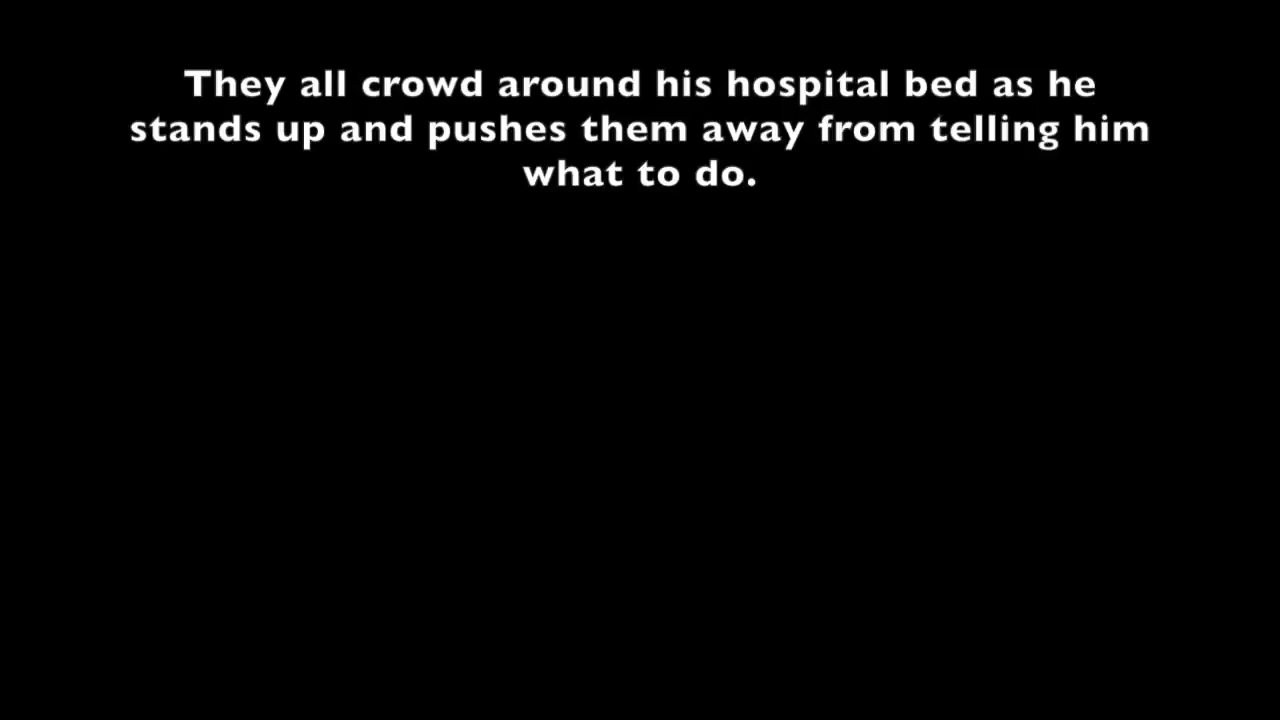 They all crowd around his hospital bed as he
stands up and pushes them away from telling him
what to do.